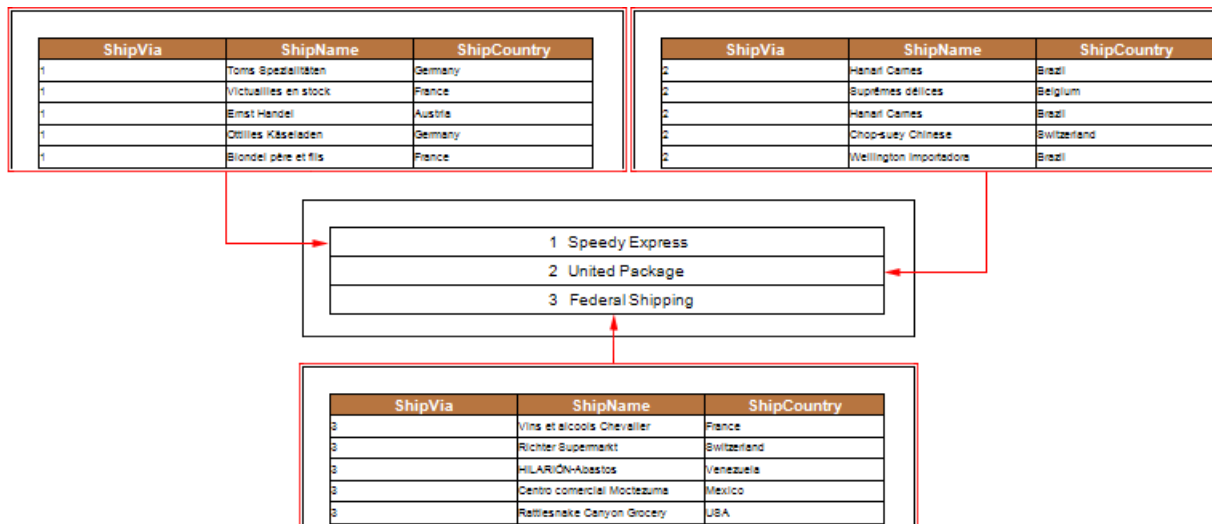 ShipVia ShipName ShipCountry
1 Toms Spezialitäten Germany
1 Victuailles en stock France
1 Ernst Handel Austria
1 Ottilies Käseladen Germany
1 Blondel père et fils France
ShipVia ShipName ShipCountry
2 Hanari Carnes Brazil
2 Suprêmes délices Belgium
2 Hanari Carnes Brazil
2 Chop-suey Chinese Switzerland
2 Wellington Importadora Brazil
1 Speedy Express
2 United Package
3 Federal Shipping
ShipVia ShipName ShipCountry
3 Vins et alcools Chevalier France
3 Richter Supermarkt Switzerland
3 HILARIÓN-Abastos Venezuela
3 Centro comercial Moctezuma Mexico
3 Rattlesnake Canyon Grocery USA